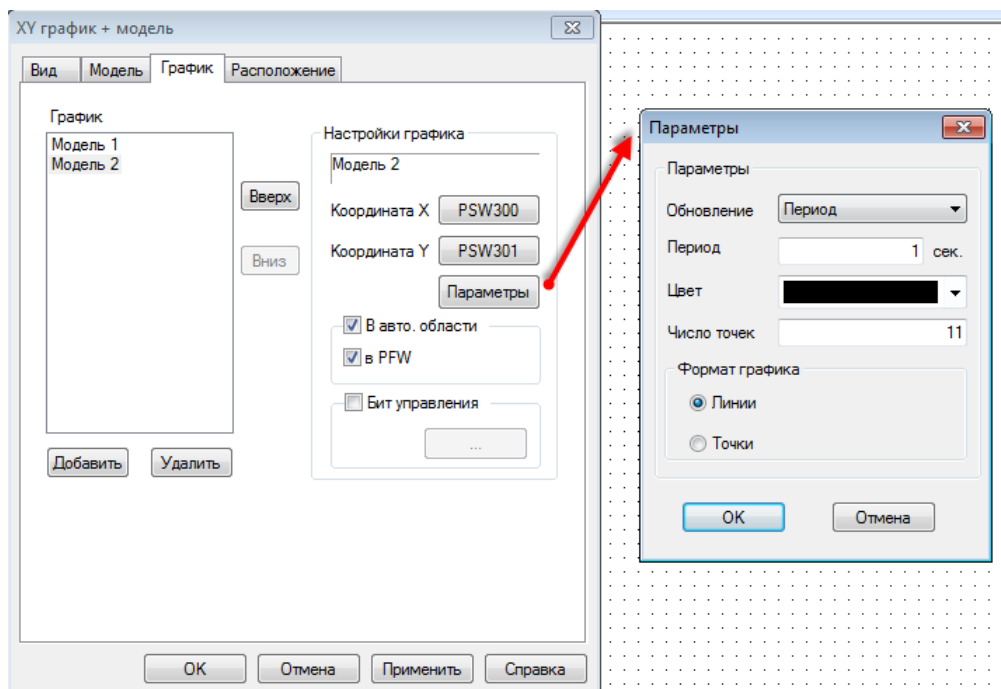 XY график + модель
Вид Модель График Расположение
График
Модель 1
Модель 2
Вверх
Вниз
Добавить Удалить
Настройки графика
Модель 2
Координата X PSW300
Координата Y PSW301
Параметры
В авто. области
в PFW
Бит управления
...
OK Отмена Применить Справка
Параметры
Параметры
Обновление Период
Период 1 сек.
Цвет
Число точек 11
Формат графика
Линии
Точки
OK Отмена